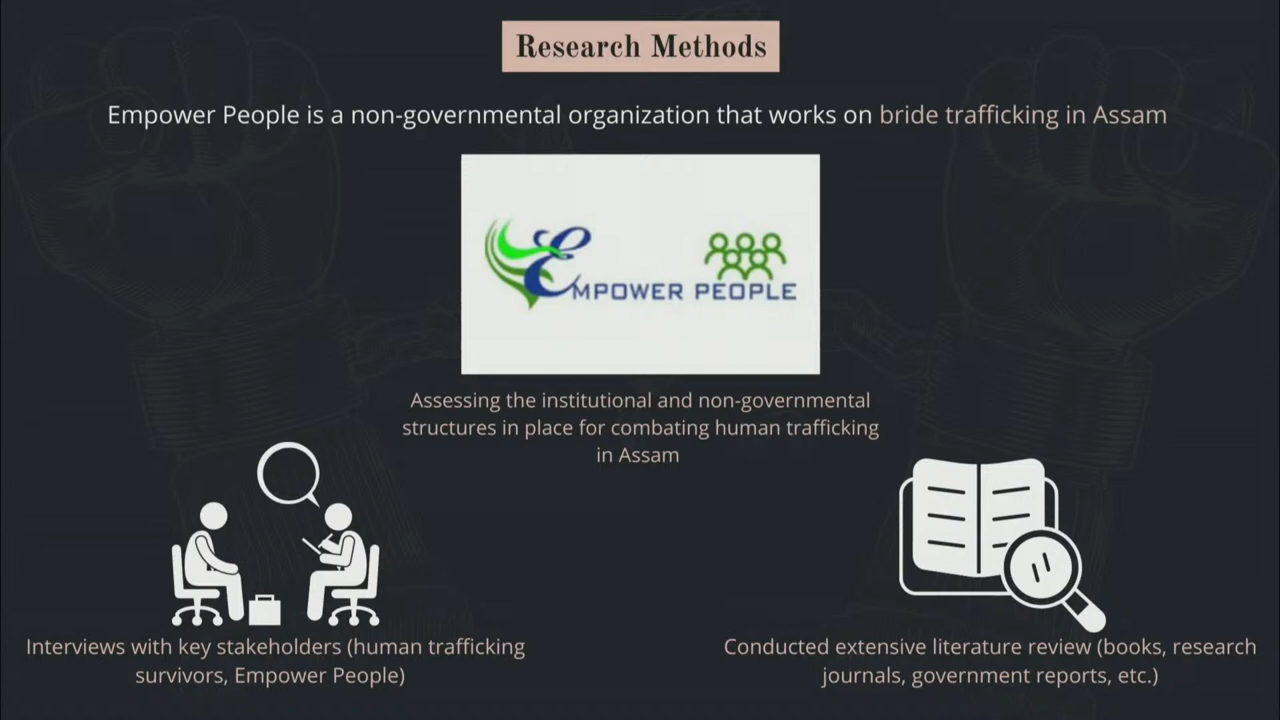 Research Methods
Empower People is a non-governmental organization that works on bride trafficking in Assam
EMPOWER PEOPLE
Assessing the institutional and non-governmental
structures in place for combating human trafficking
in Assam
Interviews with key stakeholders (human trafficking
survivors, Empower People)
Conducted extensive literature review (books, research
journals, government reports, etc.)